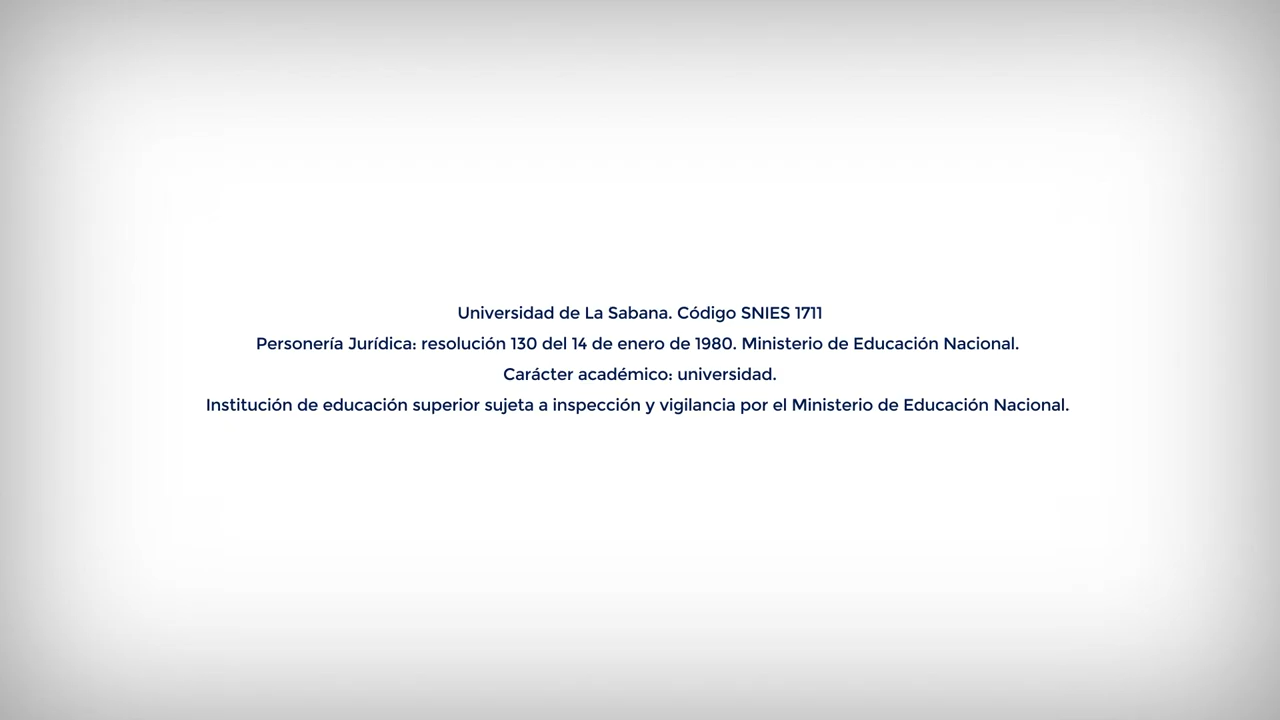 Universidad de La Sabana. Código SNIES 1711
Personería Jurídica: resolución 130 del 14 de enero de 1980. Ministerio de Educación Nacional.
Carácter académico: universidad.
Institución de educación superior sujeta a inspección y vigilancia por el Ministerio de Educación Nacional.